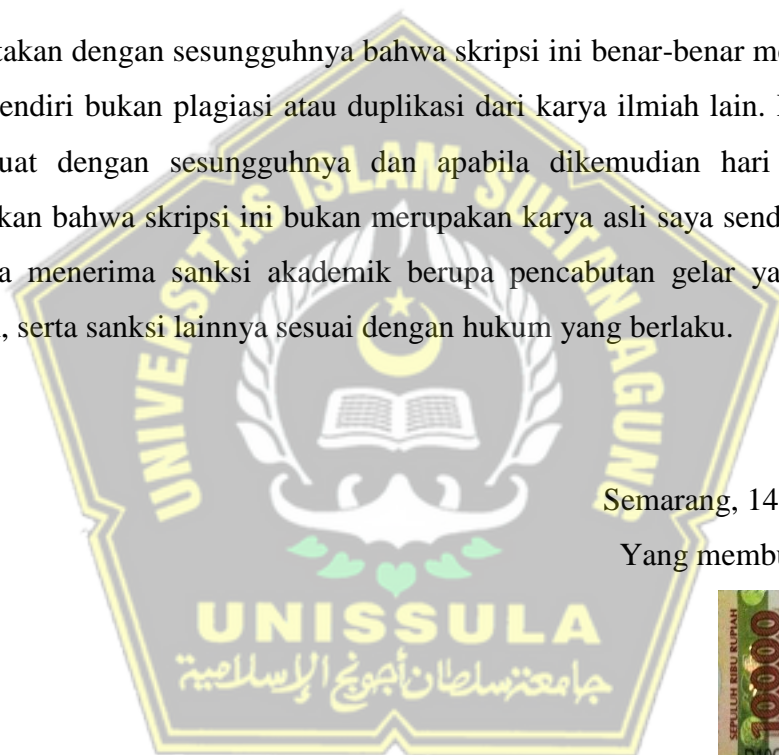 takan dengan sesungguhnya bahwa skripsi ini benar-benar me
endiri bukan plagiasi atau duplikasi dari karya ilmiah lain.
uat dengan sesungguhnya dan apabila dikemudian hari
kan bahwa skripsi ini bukan merupakan karya asli saya send
a menerima sanksi akademik berupa pencabutan gelar ya
, serta sanksi lainnya sesuai dengan hukum yang berlaku.
UNIVERSITAS ISLAM SULTAN AGUNG
Semarang, 14
Yang membu
UNISSULA
جامعتسلطان أجونج الإسلامية
SEPULUH RIBU RUPIAH
10000